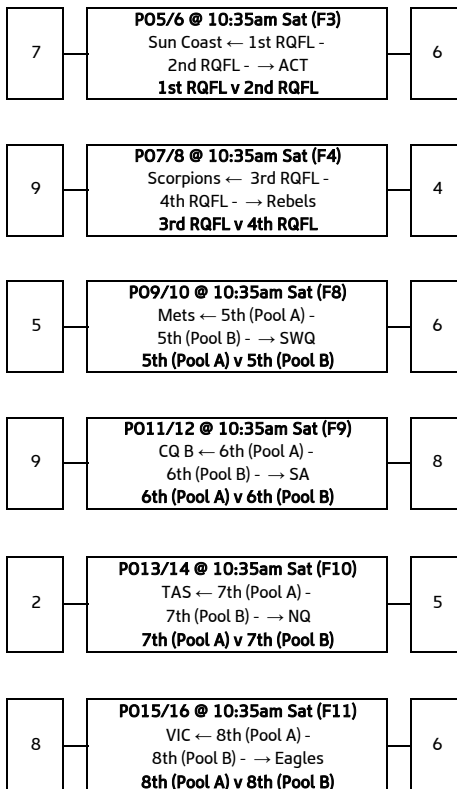 PO5/6 @ 10:35am Sat (F3)
7
Sun Coast ← 1st RQFL -
2nd RQFL - → ACT
6
1st RQFL v 2nd RQFL
PO7/8 @ 10:35am Sat (F4)
9
Scorpions ← 3rd RQFL -
4th RQFL - → Rebels
4
3rd RQFL v 4th RQFL
PO9/10 @ 10:35am Sat (F8)
5
Mets ← 5th (Pool A) -
5th (Pool B) - → SWQ
6
5th (Pool A) v 5th (Pool B)
PO11/12 @ 10:35am Sat (F9)
9
CQ B ← 6th (Pool A) -
6th (Pool B) - → SA
8
6th (Pool A) v 6th (Pool B)
PO13/14 @ 10:35am Sat (F10)
2
TAS ← 7th (Pool A) -
7th (Pool B) - → NQ
5
7th (Pool A) v 7th (Pool B)
PO15/16 @ 10:35am Sat (F11)
8
VIC ← 8th (Pool A) -
8th (Pool B) - → Eagles
6
8th (Pool A) v 8th (Pool B)